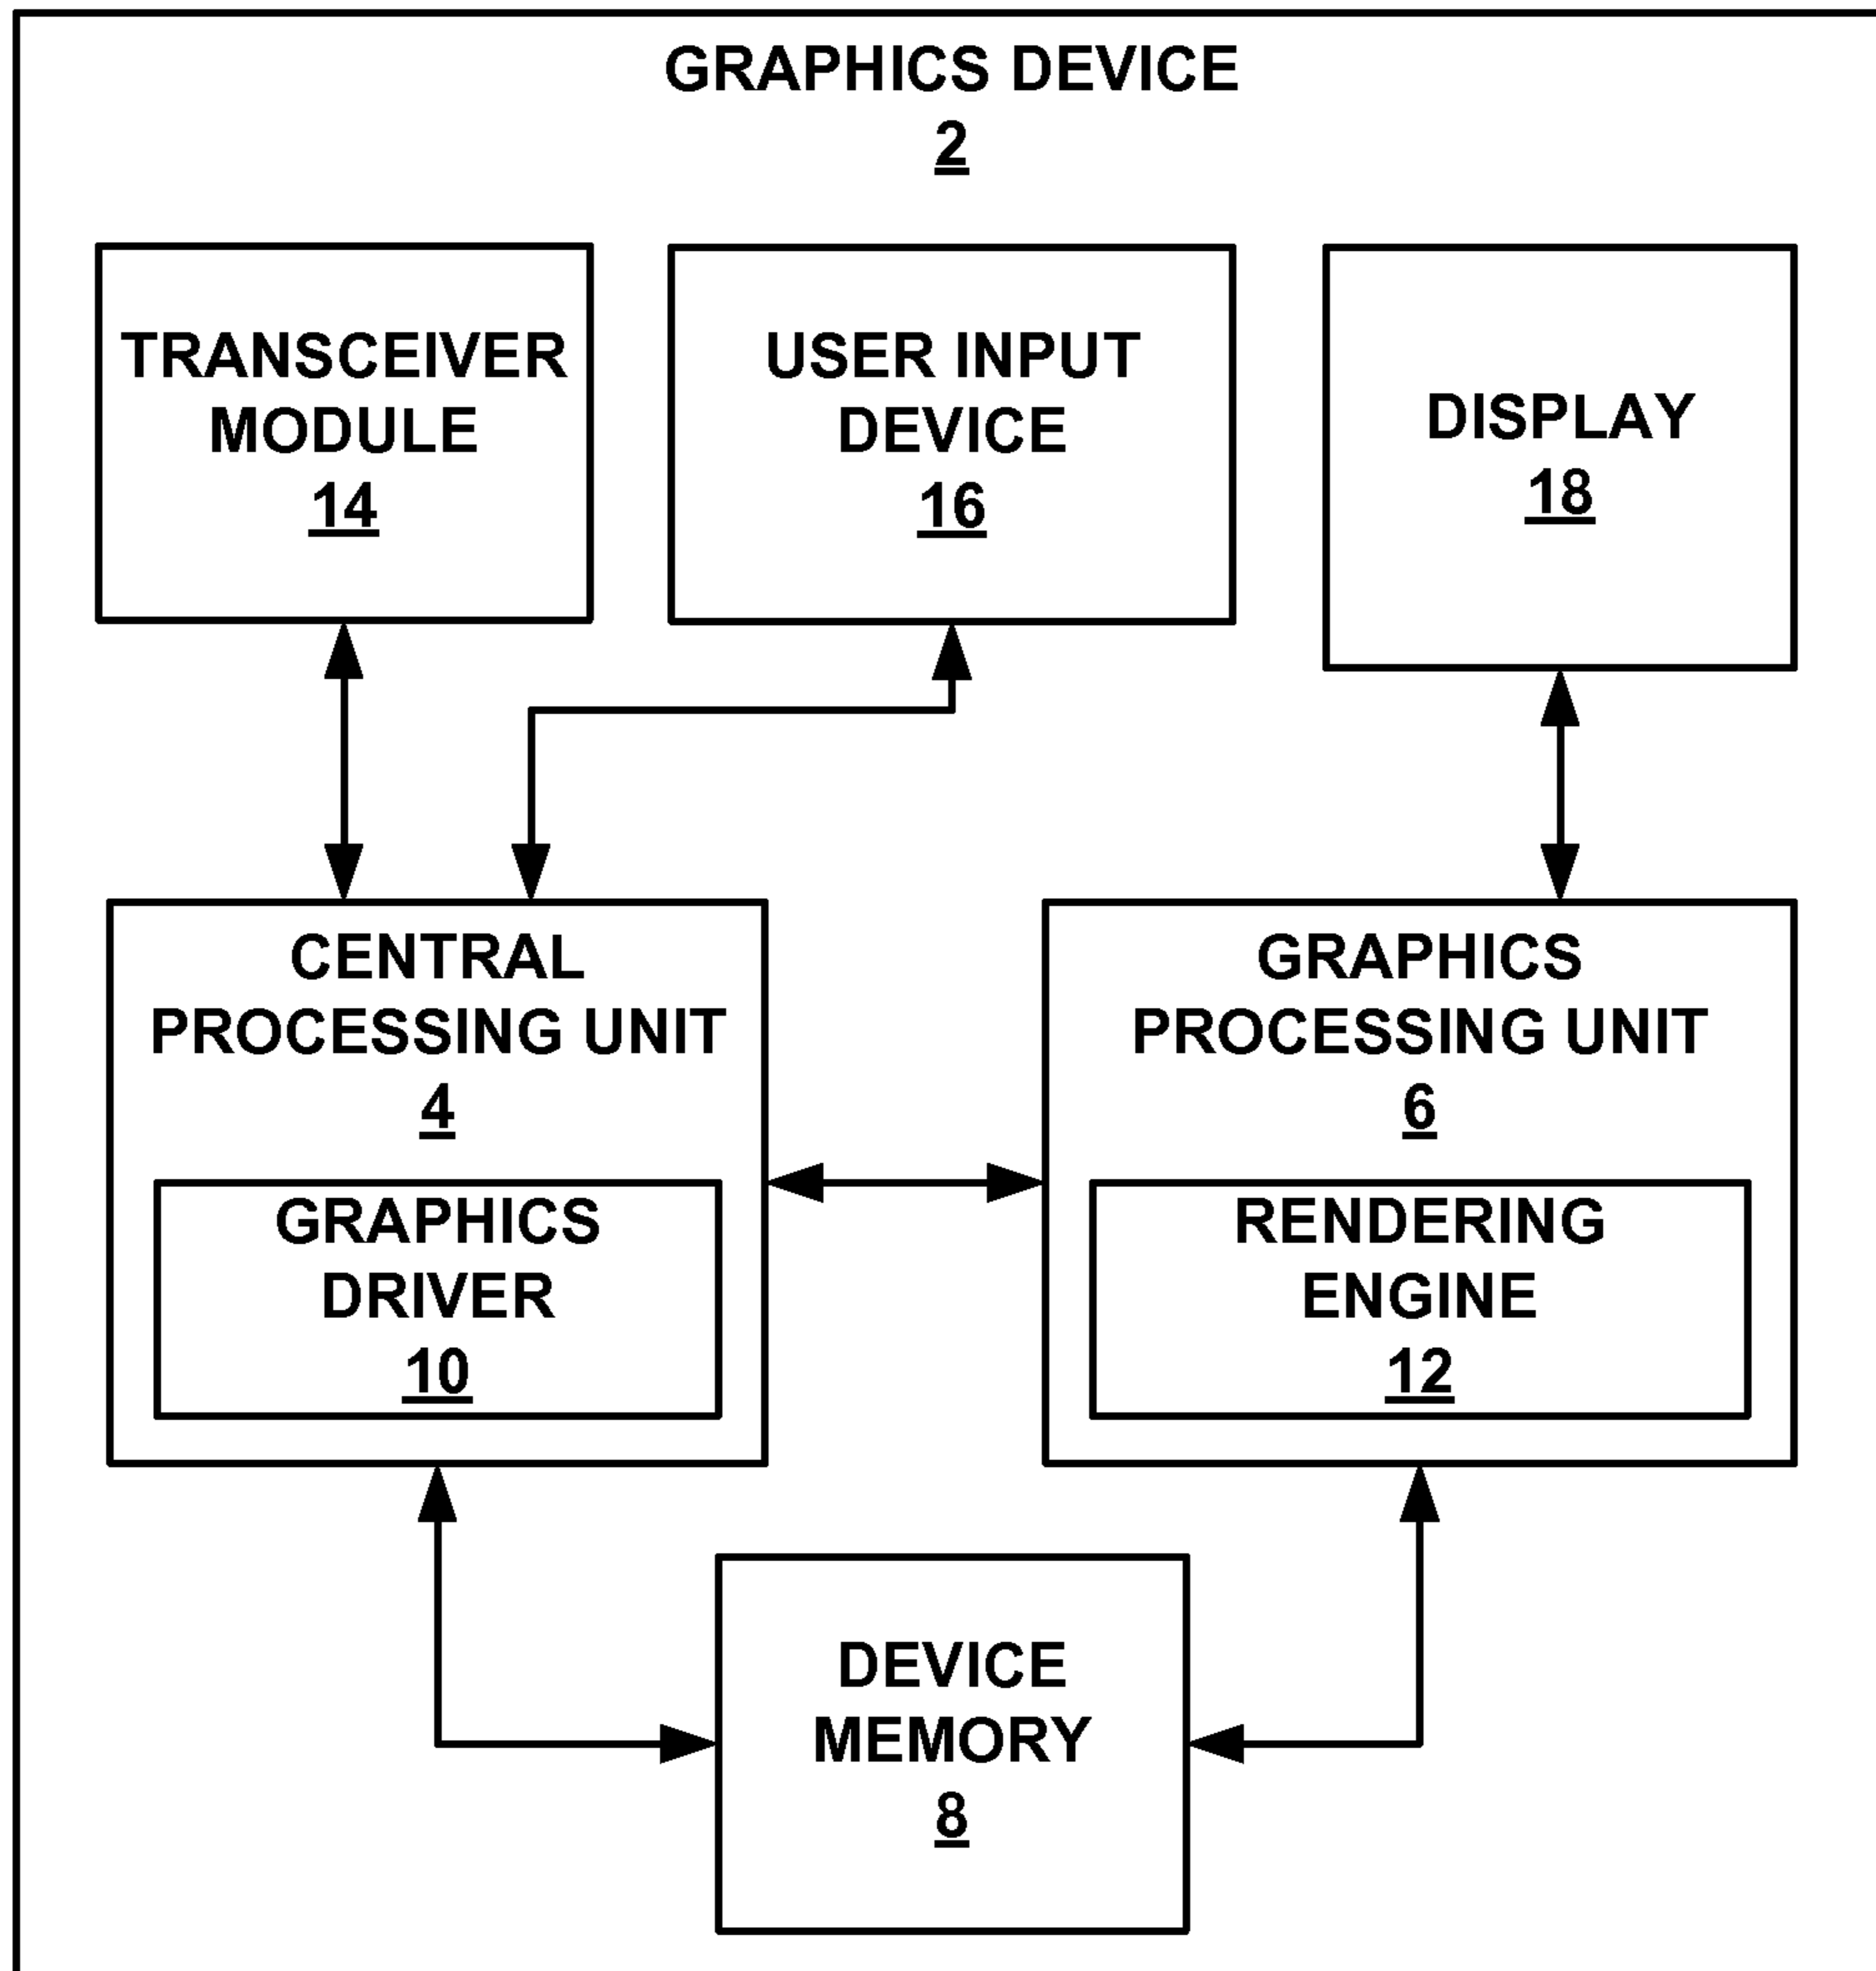 GRAPHICS DEVICE
2
TRANSCEIVER
MODULE
14
USER INPUT
DEVICE
16
DISPLAY
18
CENTRAL
PROCESSING UNIT
4
GRAPHICS
DRIVER
10
GRAPHICS
PROCESSING UNIT
6
RENDERING
ENGINE
12
DEVICE
MEMORY
8